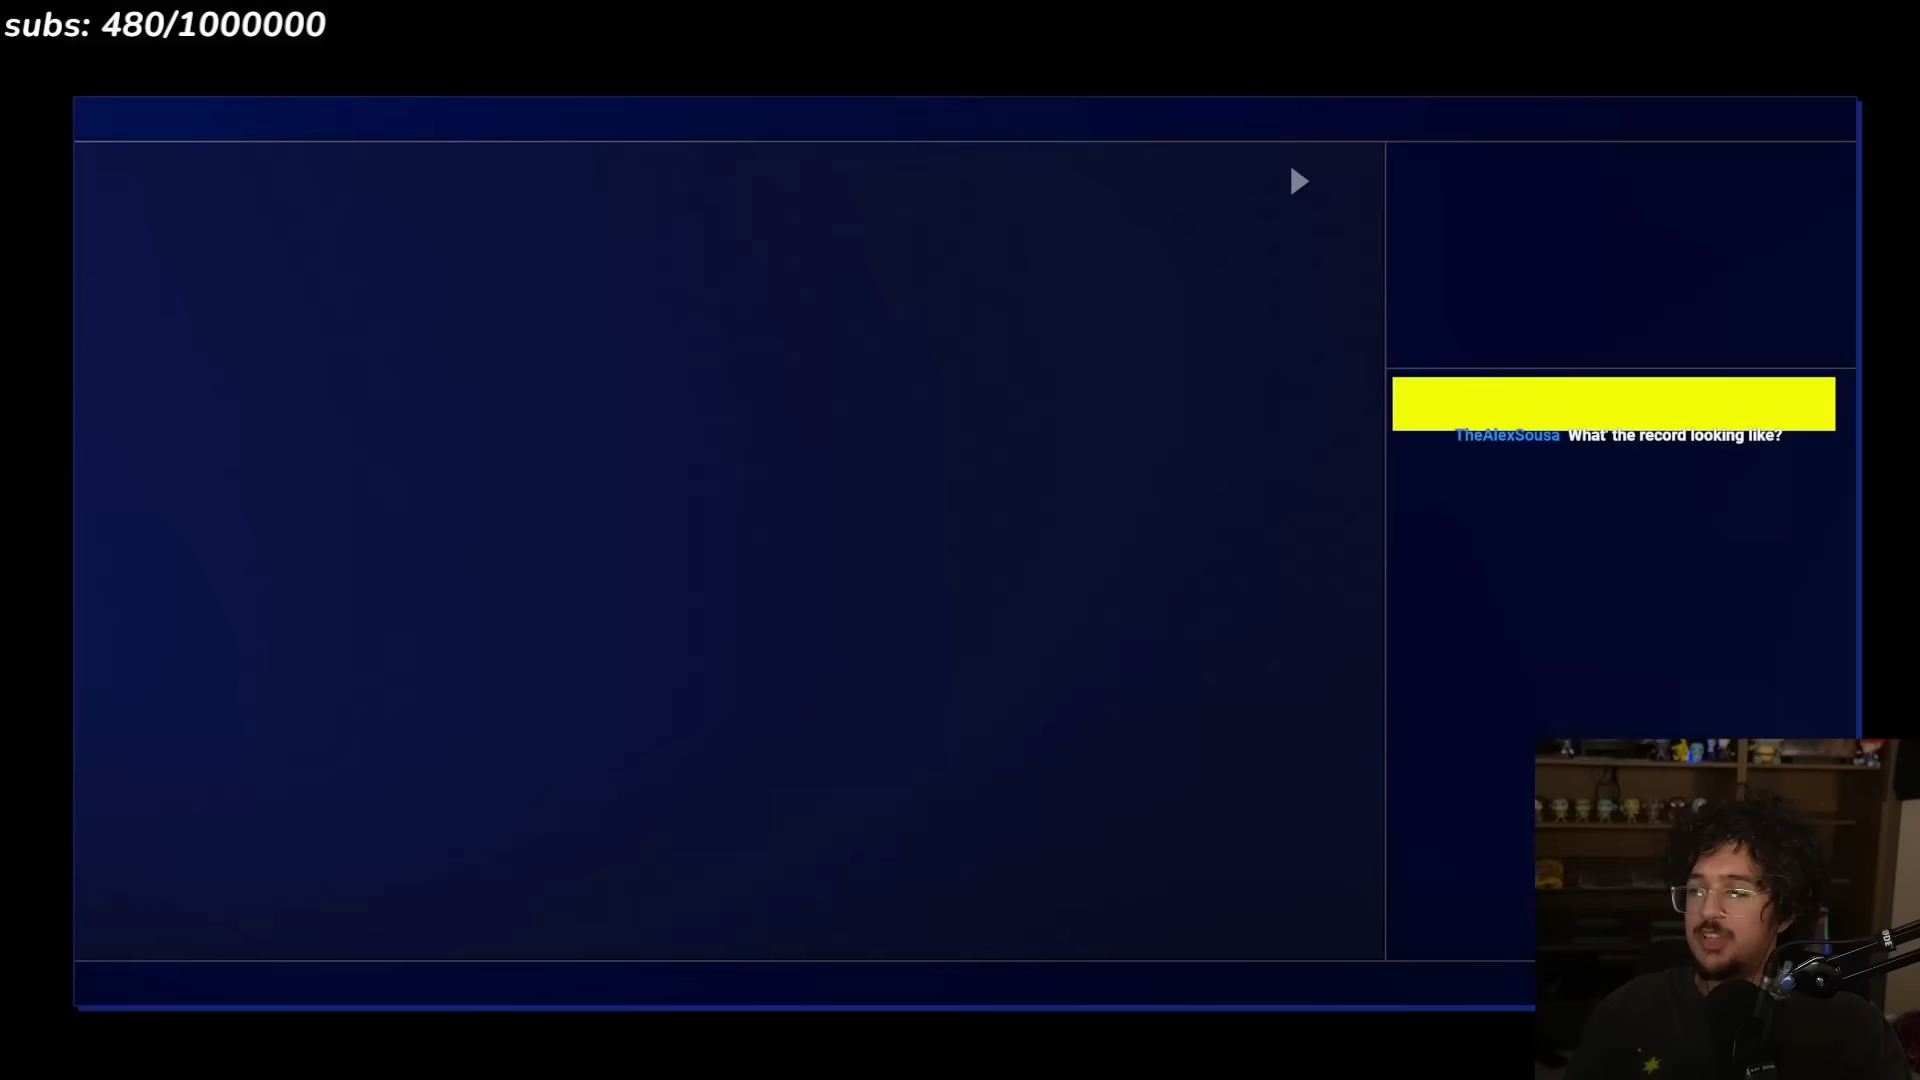 subs: 480/1000000
TheAlexSousa What' the record looking like?